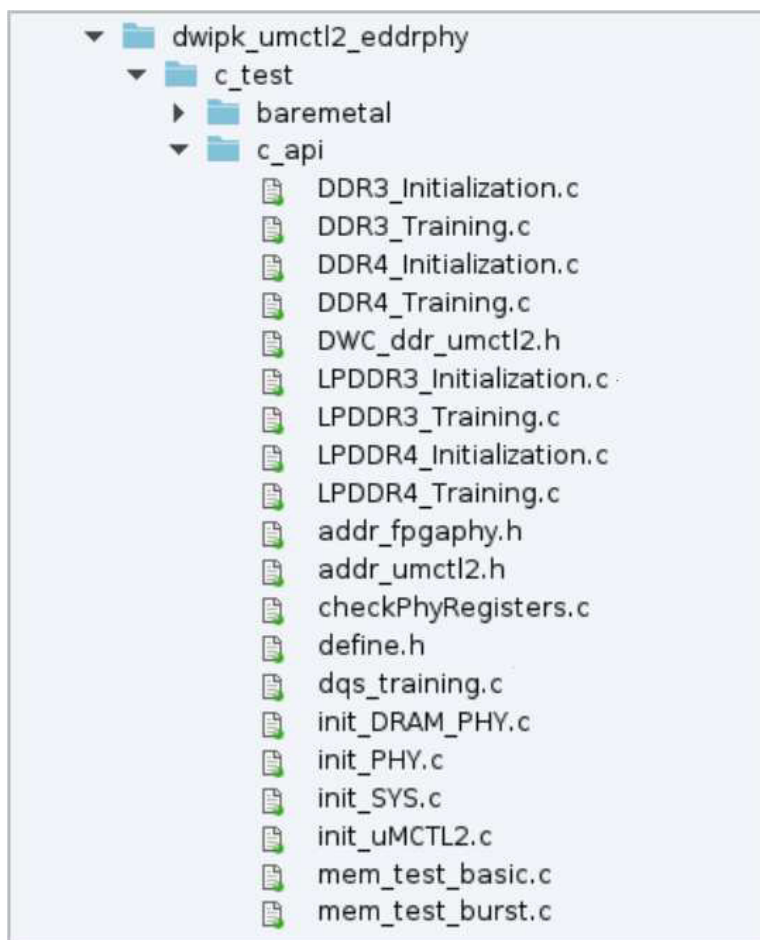 dwipk_umctl2_eddrphy
c_test
baremetal
c_api
DDR3_Initialization.c
DDR3_Training.c
DDR4_Initialization.c
DDR4_Training.c
DWC_ddr_umctl2.h
LPDDR3_Initialization.c
LPDDR3_Training.c
LPDDR4_Initialization.c
LPDDR4_Training.c
addr_fpgaphy.h
addr_umctl2.h
checkPhyRegisters.c
define.h
dqs_training.c
init_DRAM_PHY.c
init_PHY.c
init_SYS.c
init_uMCTL2.c
mem_test_basic.c
mem_test_burst.c